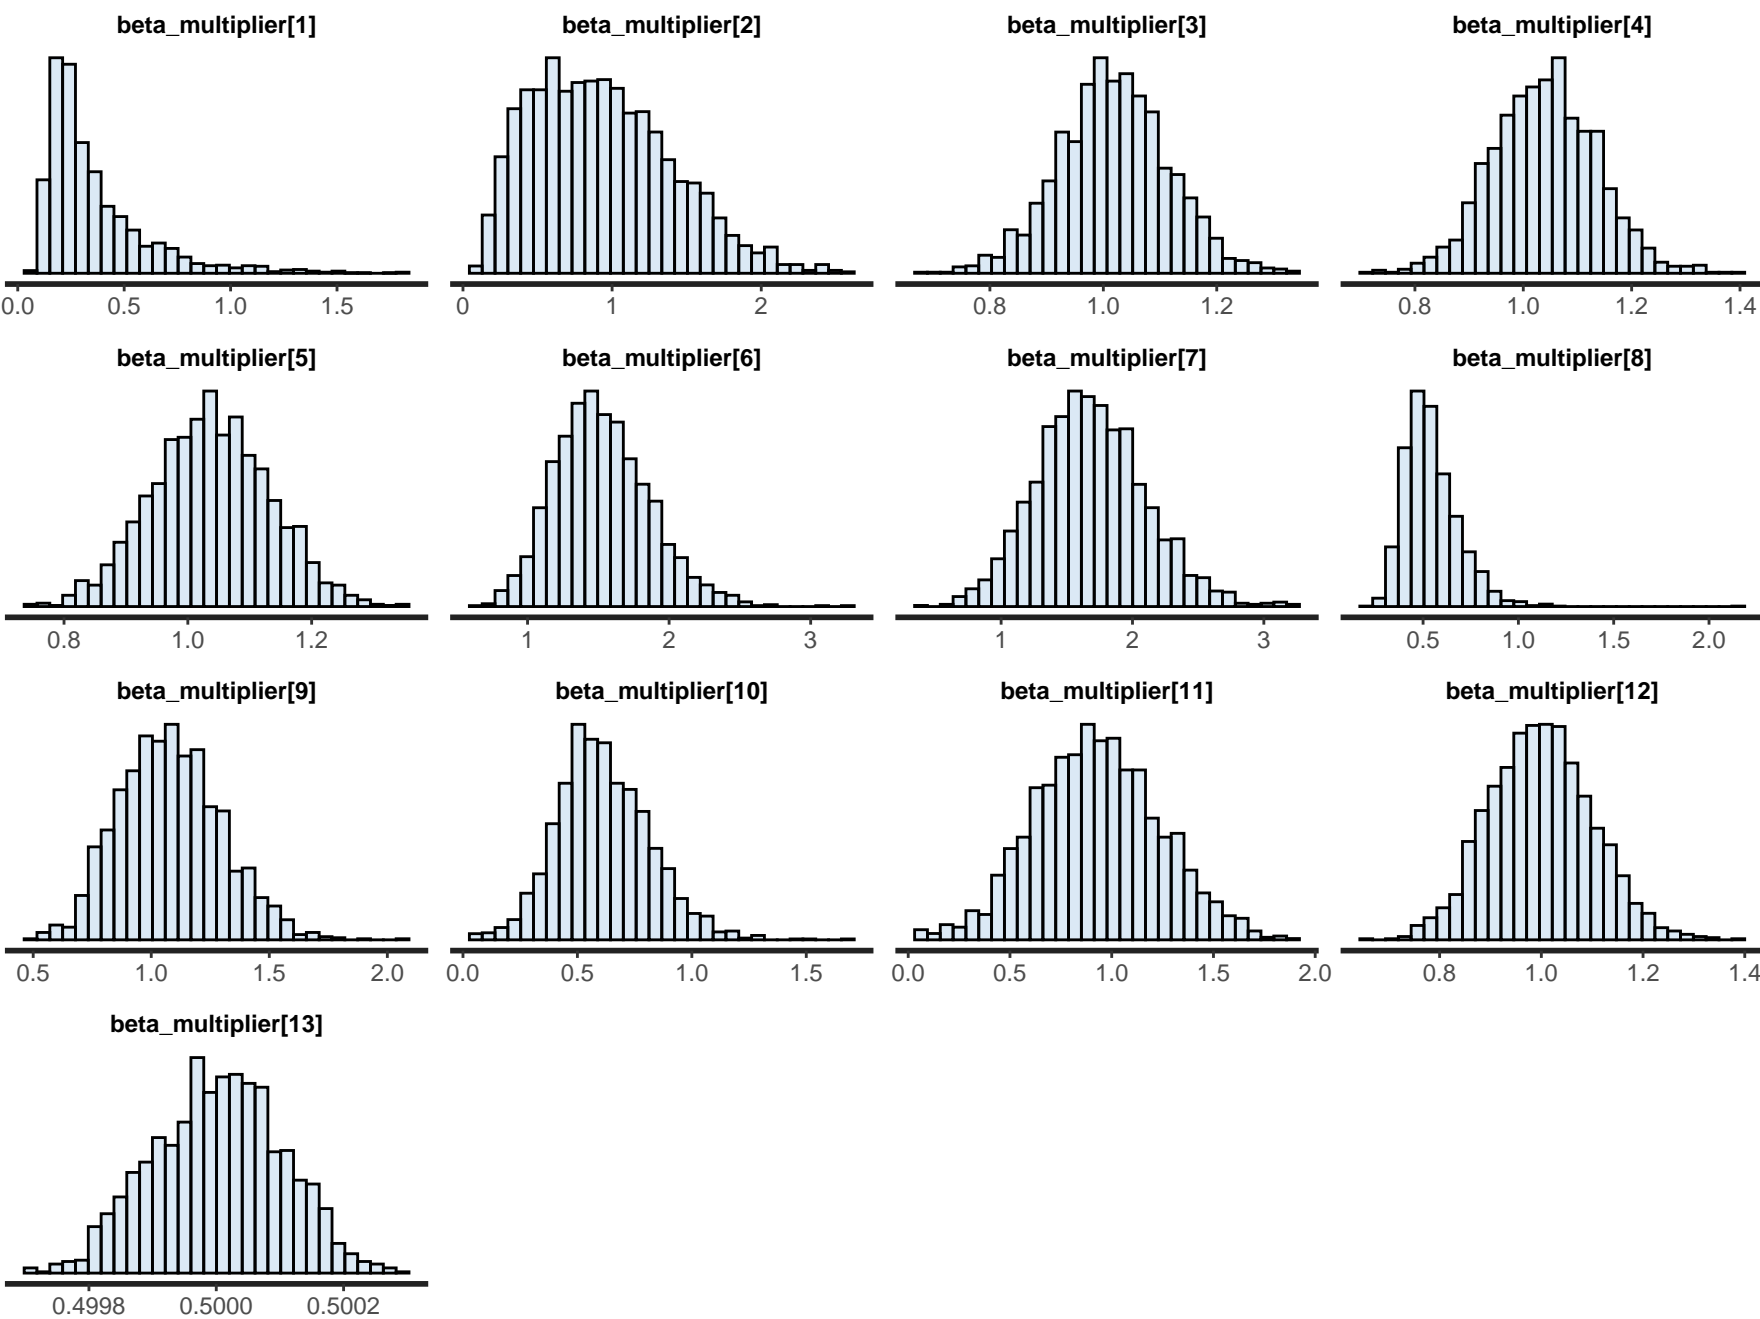 beta_multiplier[1] beta_multiplier[2] beta_multiplier[3] beta_multiplier[4]
0.0 0.5 1.0 1.5 0 1 2 0.8 1.0 1.2 0.8 1.0 1.2 1.4
beta_multiplier[5] beta_multiplier[6] beta_multiplier[7] beta_multiplier[8]
0.8 1.0 1.2 1 2 3 1 2 3 0.5 1.0 1.5 2.0
beta_multiplier[9] beta_multiplier[10] beta_multiplier[11] beta_multiplier[12]
0.5 1.0 1.5 2.0 0.0 0.5 1.0 1.5 0.0 0.5 1.0 1.5 2.0 0.8 1.0 1.2 1.4
beta_multiplier[13]
0.4998 0.5000 0.5002